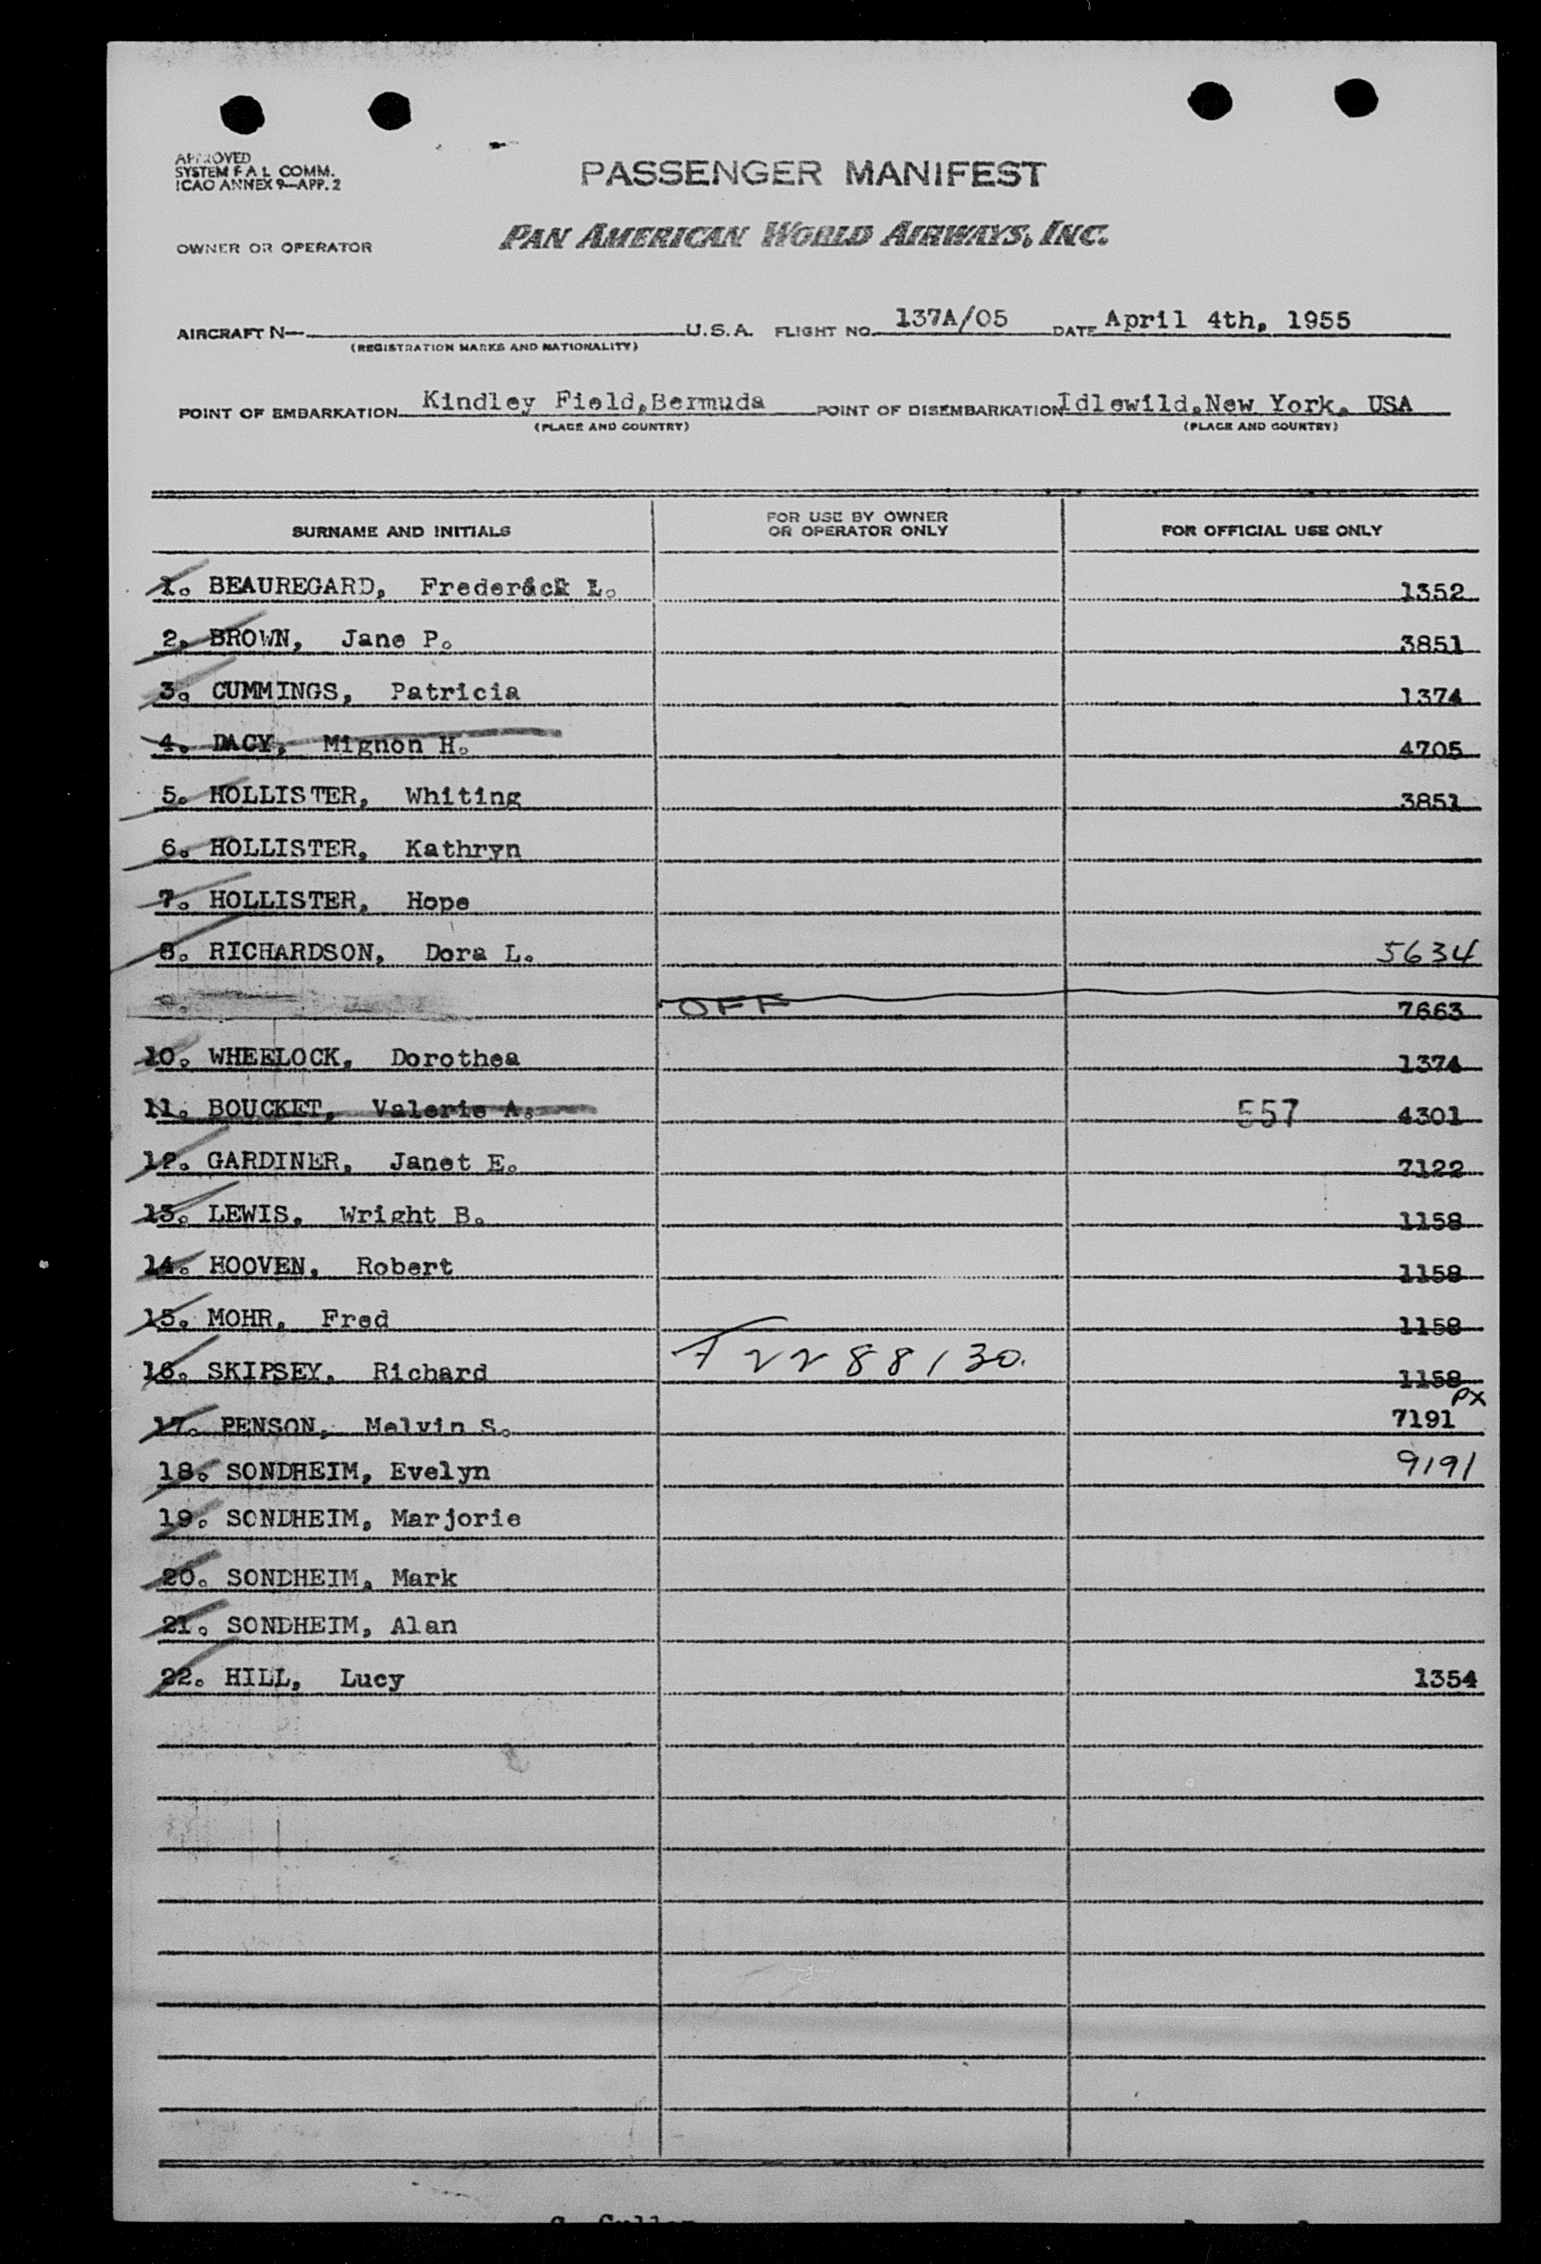 APPROVED
SYSTEM F A L COMM.
ICAO ANNEX 9—APP. 2
PASSENGER MANIFEST
OWNER OR OPERATOR PAN AMERICAN WORLD AIRWAYS, INC.
AIRCRAFT N— U.S.A. FLIGHT NO. 137A/05 DATE April 4th, 1955
(REGISTRATION MARKS AND NATIONALITY)
POINT OF EMBARKATION Kindley Field, Bermuda POINT OF DISEMBARKATION Idlewild, New York, USA
(PLACE AND COUNTRY) (PLACE AND COUNTRY)
SURNAME AND INITIALS FOR USE BY OWNER OR OPERATOR ONLY FOR OFFICIAL USE ONLY
1. BEAUREGARD, Frederick L. 1352
2. BROWN, Jane P. 3851
3. CUMMINGS, Patricia 1374
4. DACY, Mignon H. 4705
5. HOLLISTER, Whiting 3851
6. HOLLISTER, Kathryn
7. HOLLISTER, Hope
8. RICHARDSON, Dora L. 5634
OFF 7663
10. WHEELOCK, Dorothea 1374
11. BOUCKET, Valerie A. 557 4301
12. GARDINER, Janet E. 7122
13. LEWIS, Wright B. 1158
14. HOOVEN, Robert 1158
15. MOHR, Fred 1158
16. SKIPSEY, Richard 1158
17. PENSON, Melvin S. 7191 PX
18. SONDHEIM, Evelyn 9191
19. SONDHEIM, Marjorie
20. SONDHEIM, Mark
21. SONDHEIM, Alan
22. HILL, Lucy 1354